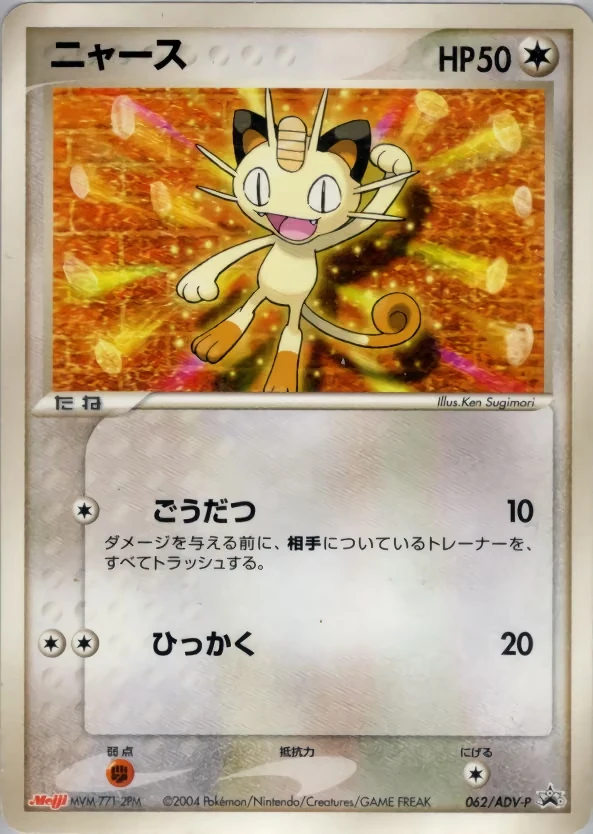 ニャース HP50
たね Illus.Ken Sugimori
ごうだつ 10
ダメージを与える前に、相手についているトレーナーを、
すべてトラッシュする。
ひっかく 20
弱点 抵抗力 にげる
Meiji MVM-771-2PM ©2004 Pokémon/Nintendo/Creatures/GAME FREAK 062/ADV-P